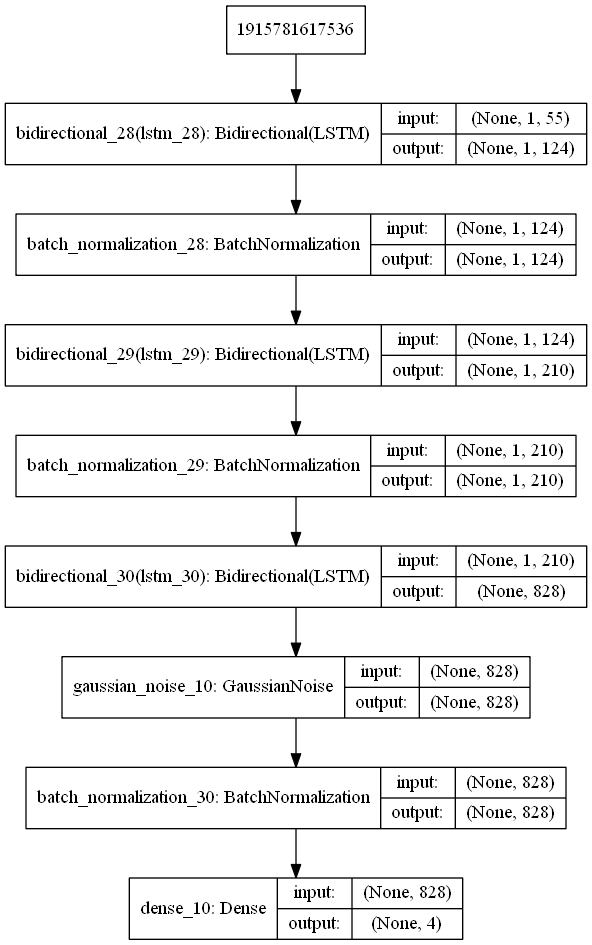 1915781617536
bidirectional_28(lstm_28): Bidirectional(LSTM)
input: (None, 1, 55)
output: (None, 1, 124)
batch_normalization_28: BatchNormalization
input: (None, 1, 124)
output: (None, 1, 124)
bidirectional_29(lstm_29): Bidirectional(LSTM)
input: (None, 1, 124)
output: (None, 1, 210)
batch_normalization_29: BatchNormalization
input: (None, 1, 210)
output: (None, 1, 210)
bidirectional_30(lstm_30): Bidirectional(LSTM)
input: (None, 1, 210)
output: (None, 828)
gaussian_noise_10: GaussianNoise
input: (None, 828)
output: (None, 828)
batch_normalization_30: BatchNormalization
input: (None, 828)
output: (None, 828)
dense_10: Dense
input: (None, 828)
output: (None, 4)